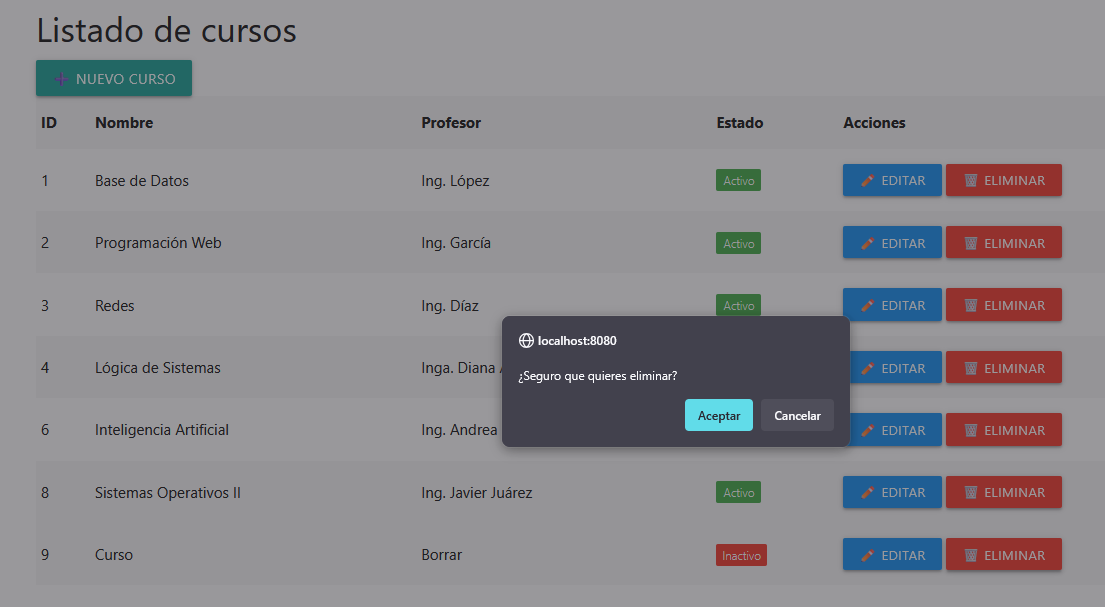 Listado de cursos
NUEVO CURSO
ID Nombre Profesor Estado Acciones
1 Base de Datos Ing. López Activo EDITAR ELIMINAR
2 Programación Web Ing. García Activo EDITAR ELIMINAR
3 Redes Ing. Díaz Activo EDITAR ELIMINAR
localhost:8080
4 Lógica de Sistemas Inga. Diana EDITAR ELIMINAR
¿Seguro que quieres eliminar?
Aceptar Cancelar
6 Inteligencia Artificial Ing. Andrea EDITAR ELIMINAR
8 Sistemas Operativos II Ing. Javier Juárez Activo EDITAR ELIMINAR
9 Curso Borrar Inactivo EDITAR ELIMINAR